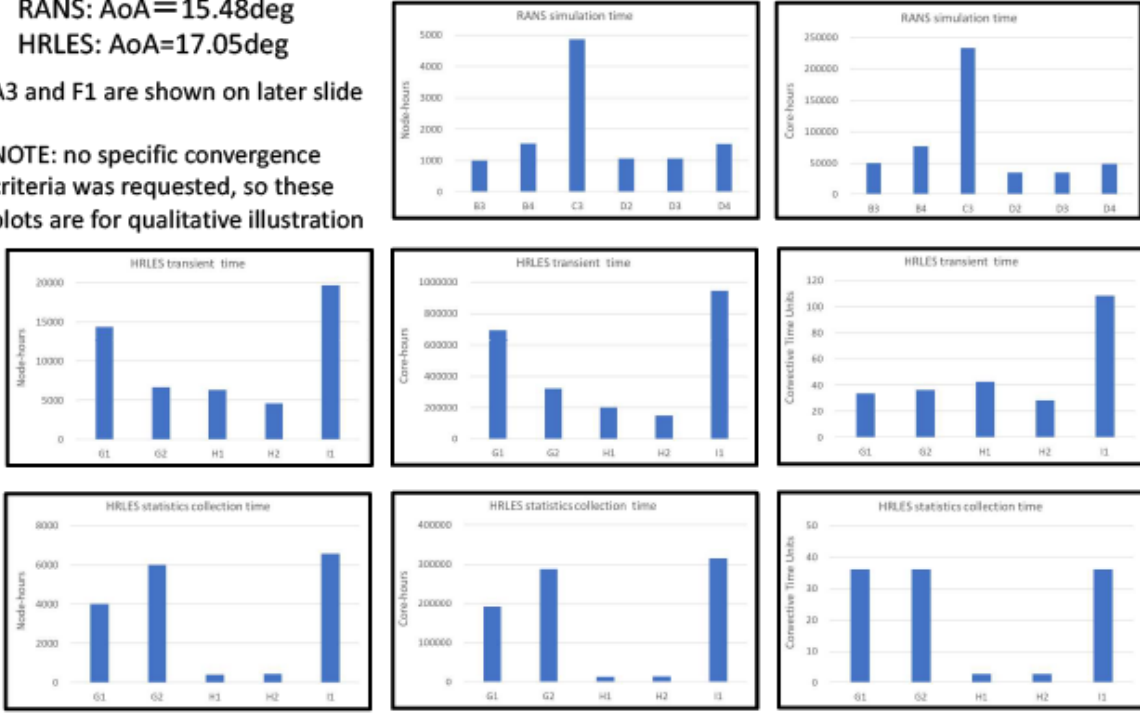 RANS: AoA＝15.48deg
HRLES: AoA=17.05deg
A3 and F1 are shown on later slide
NOTE: no specific convergence
criteria was requested, so these
plots are for qualitative illustration
RANS simulation time
Node-hours
5000
4000
3000
2000
1000
0
B3 B4 C3 D2 D3 D4
RANS simulation time
Core-hours
250000
200000
150000
100000
50000
0
B3 B4 C3 D2 D3 D4
HRLES transient time
Node-hours
20000
15000
10000
5000
0
G1 G2 H1 H2 I1
HRLES transient time
Core-hours
1000000
800000
600000
400000
200000
0
G1 G2 H1 H2 I1
HRLES transient time
Convective Time Units
120
100
80
60
40
20
0
G1 G2 H1 H2 I1
HRLES statistics collection time
Node-hours
8000
6000
4000
2000
0
G1 G2 H1 H2 I1
HRLES statistics collection time
Core-hours
400000
300000
200000
100000
0
G1 G2 H1 H2 I1
HRLES statistics collection time
Convective Time Units
50
40
30
20
10
0
G1 G2 H1 H2 I1